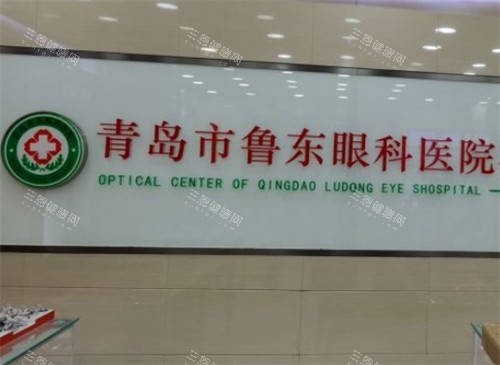 青岛市鲁东眼科医院
OPTICAL CENTER OF QINGDAO LUDONG EYE SHOSPITAL